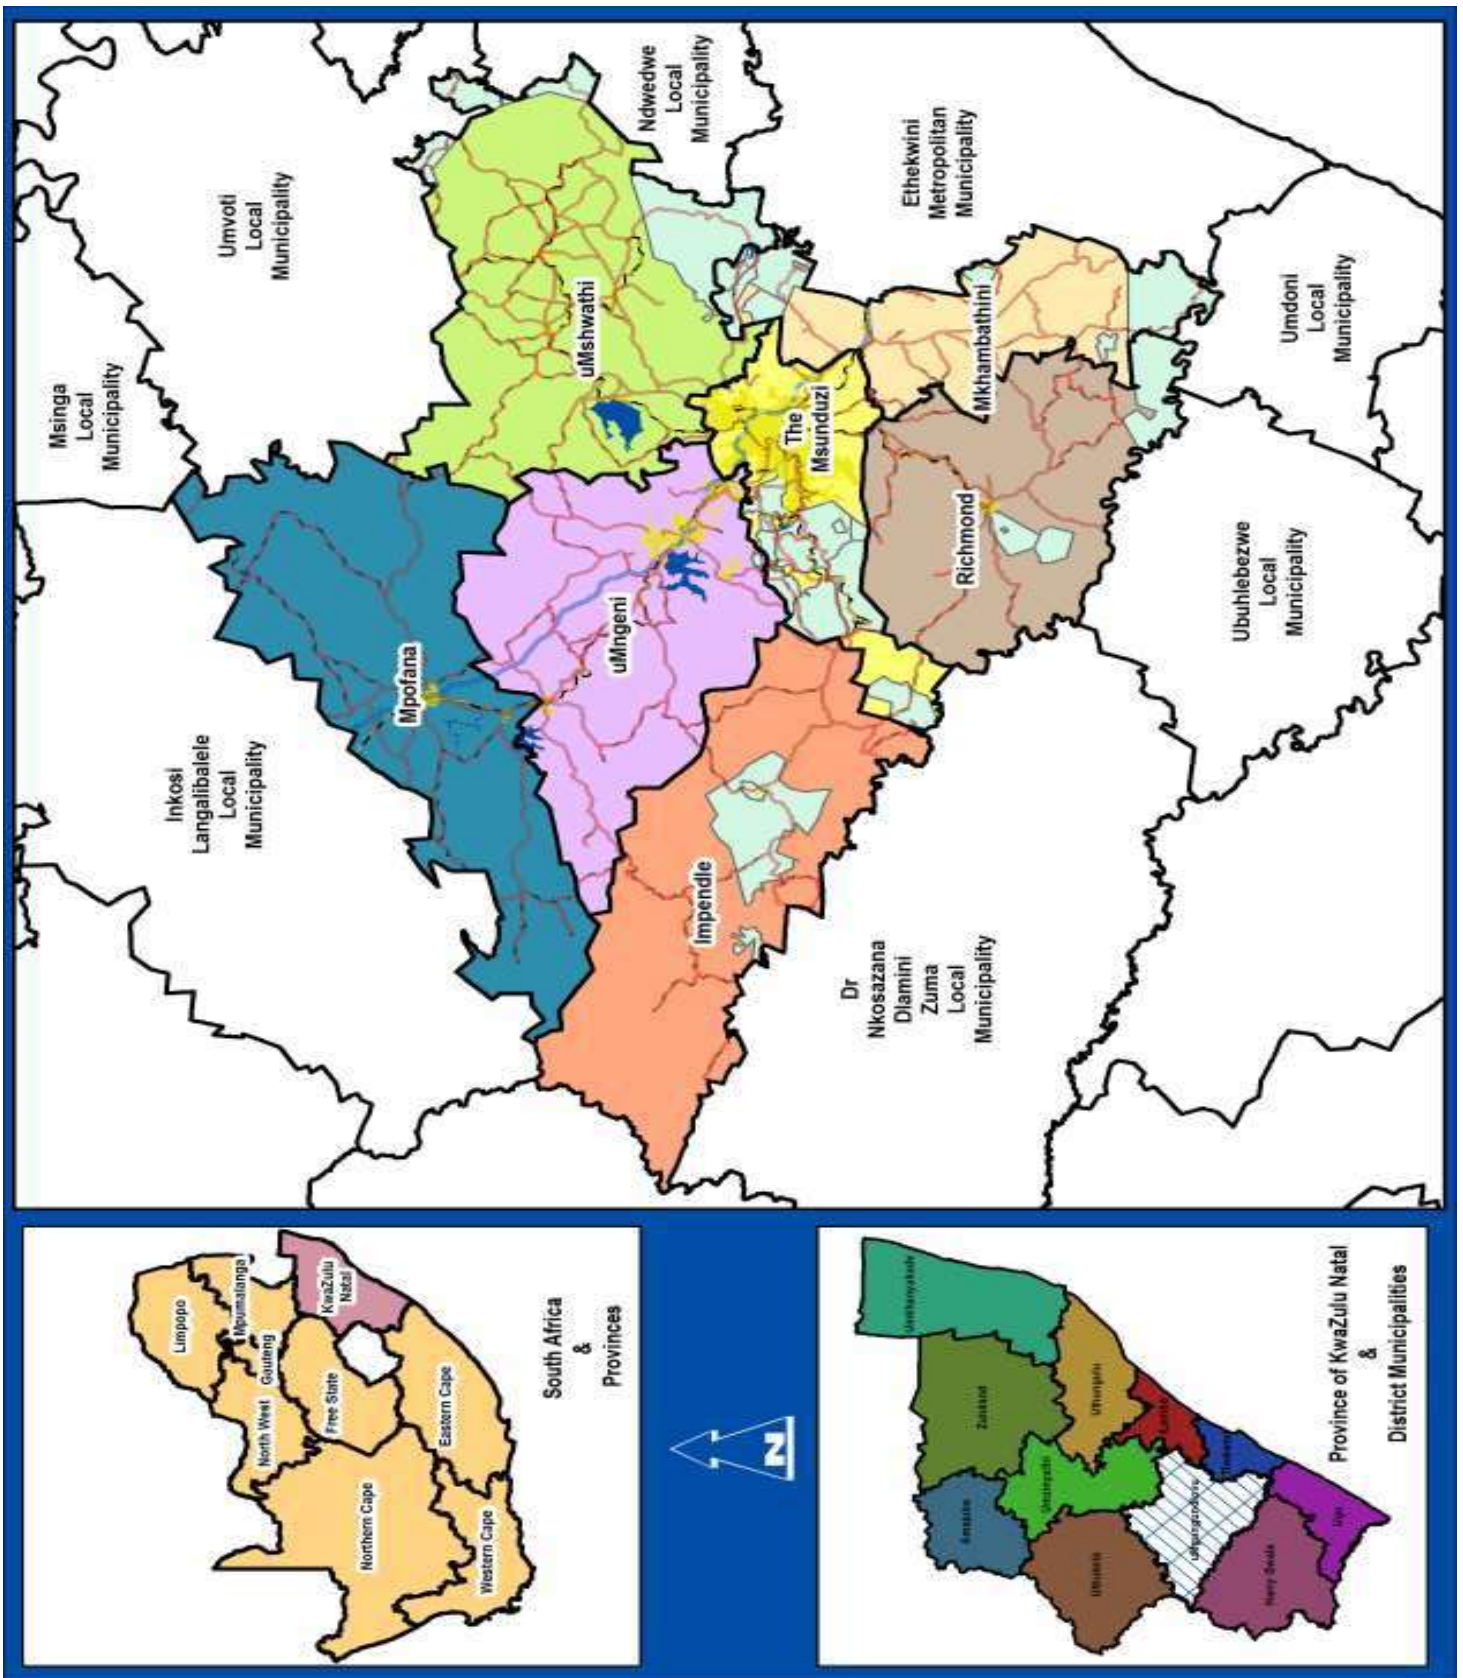 Msinga
Local
Municipality
Umvoti
Local
Municipality
Ndwedwe
Local
Municipality
Inkosi
Langalibalele
Local
Municipality
Ethekwini
Metropolitan
Municipality
Mpofana
uMshwathi
uMngeni
The
Msunduzi
Mkhambathini
Richmond
Impendle
Umdoni
Local
Municipality
Ubuhlebezwe
Local
Municipality
Dr
Nkosazana
Dlamini
Zuma
Local
Municipality
Limpopo
Mpumalanga
Gauteng
North West
KwaZulu
Natal
Free State
Northern Cape
Eastern Cape
Western Cape
South Africa
&
Provinces
N
Zululand
Harry Gwala
Ugu
Province of KwaZulu Natal
&
District Municipalities